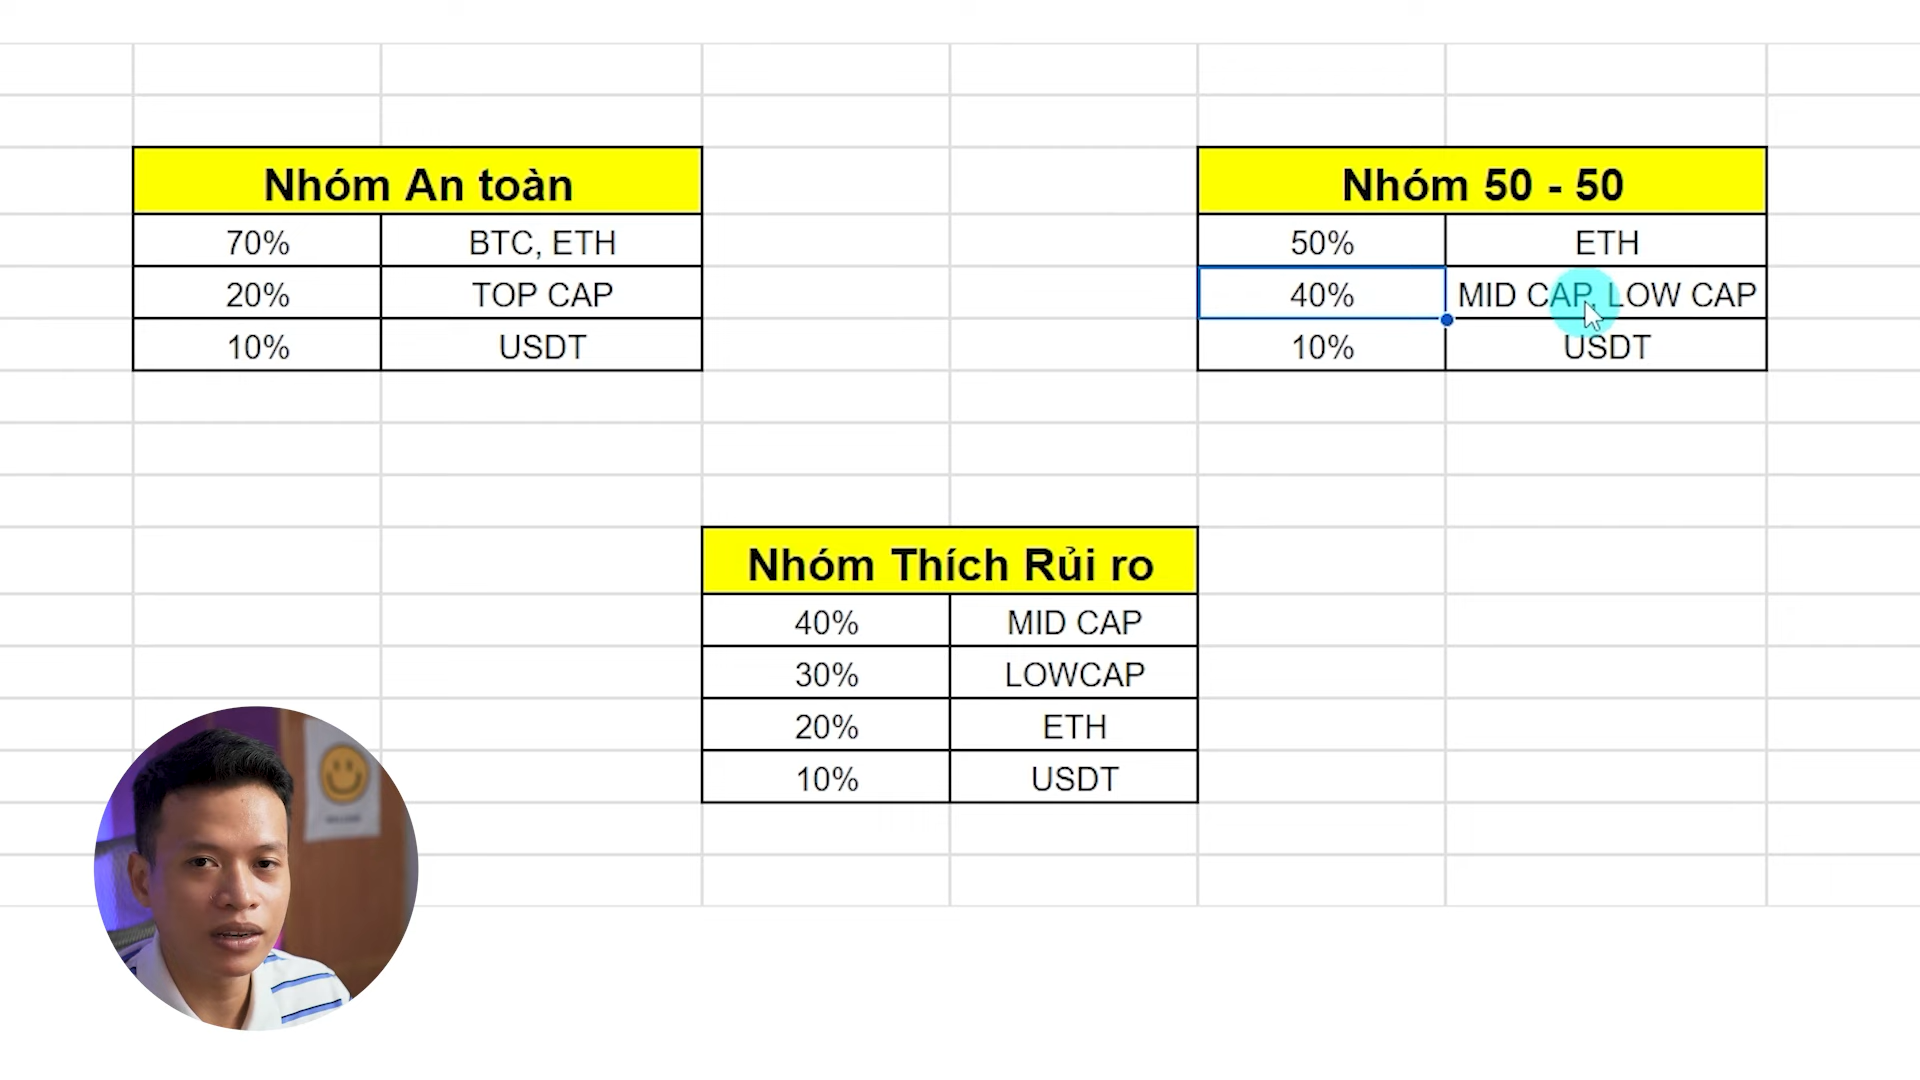 Nhóm An toàn
70% BTC, ETH
20% TOP CAP
10% USDT
Nhóm 50 - 50
50% ETH
40% MID CAP, LOW CAP
10% USDT
Nhóm Thích Rủi ro
40% MID CAP
30% LOWCAP
20% ETH
10% USDT